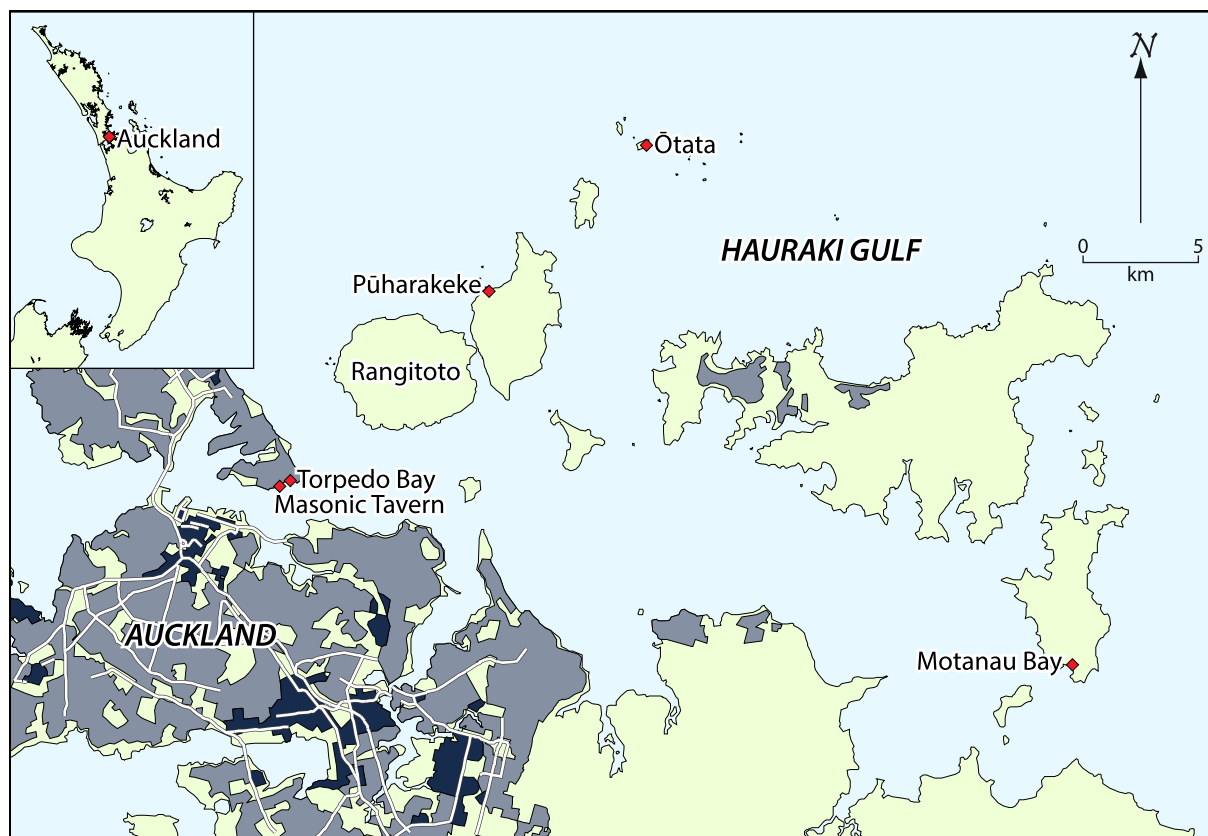 N
Auckland
Ōtata
HAURAKI GULF
0 5
km
Pūharakeke
Rangitoto
Torpedo Bay
Masonic Tavern
AUCKLAND
Motanau Bay